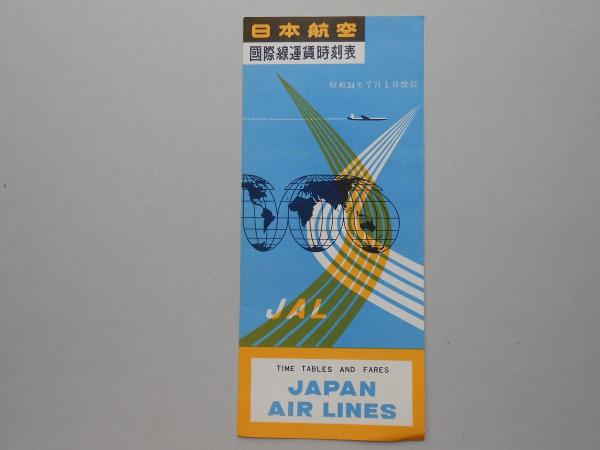 日本航空
國際線運賃時刻表
昭和34年7月1日改訂
JAL
TIME TABLES AND FARES
JAPAN
AIR LINES